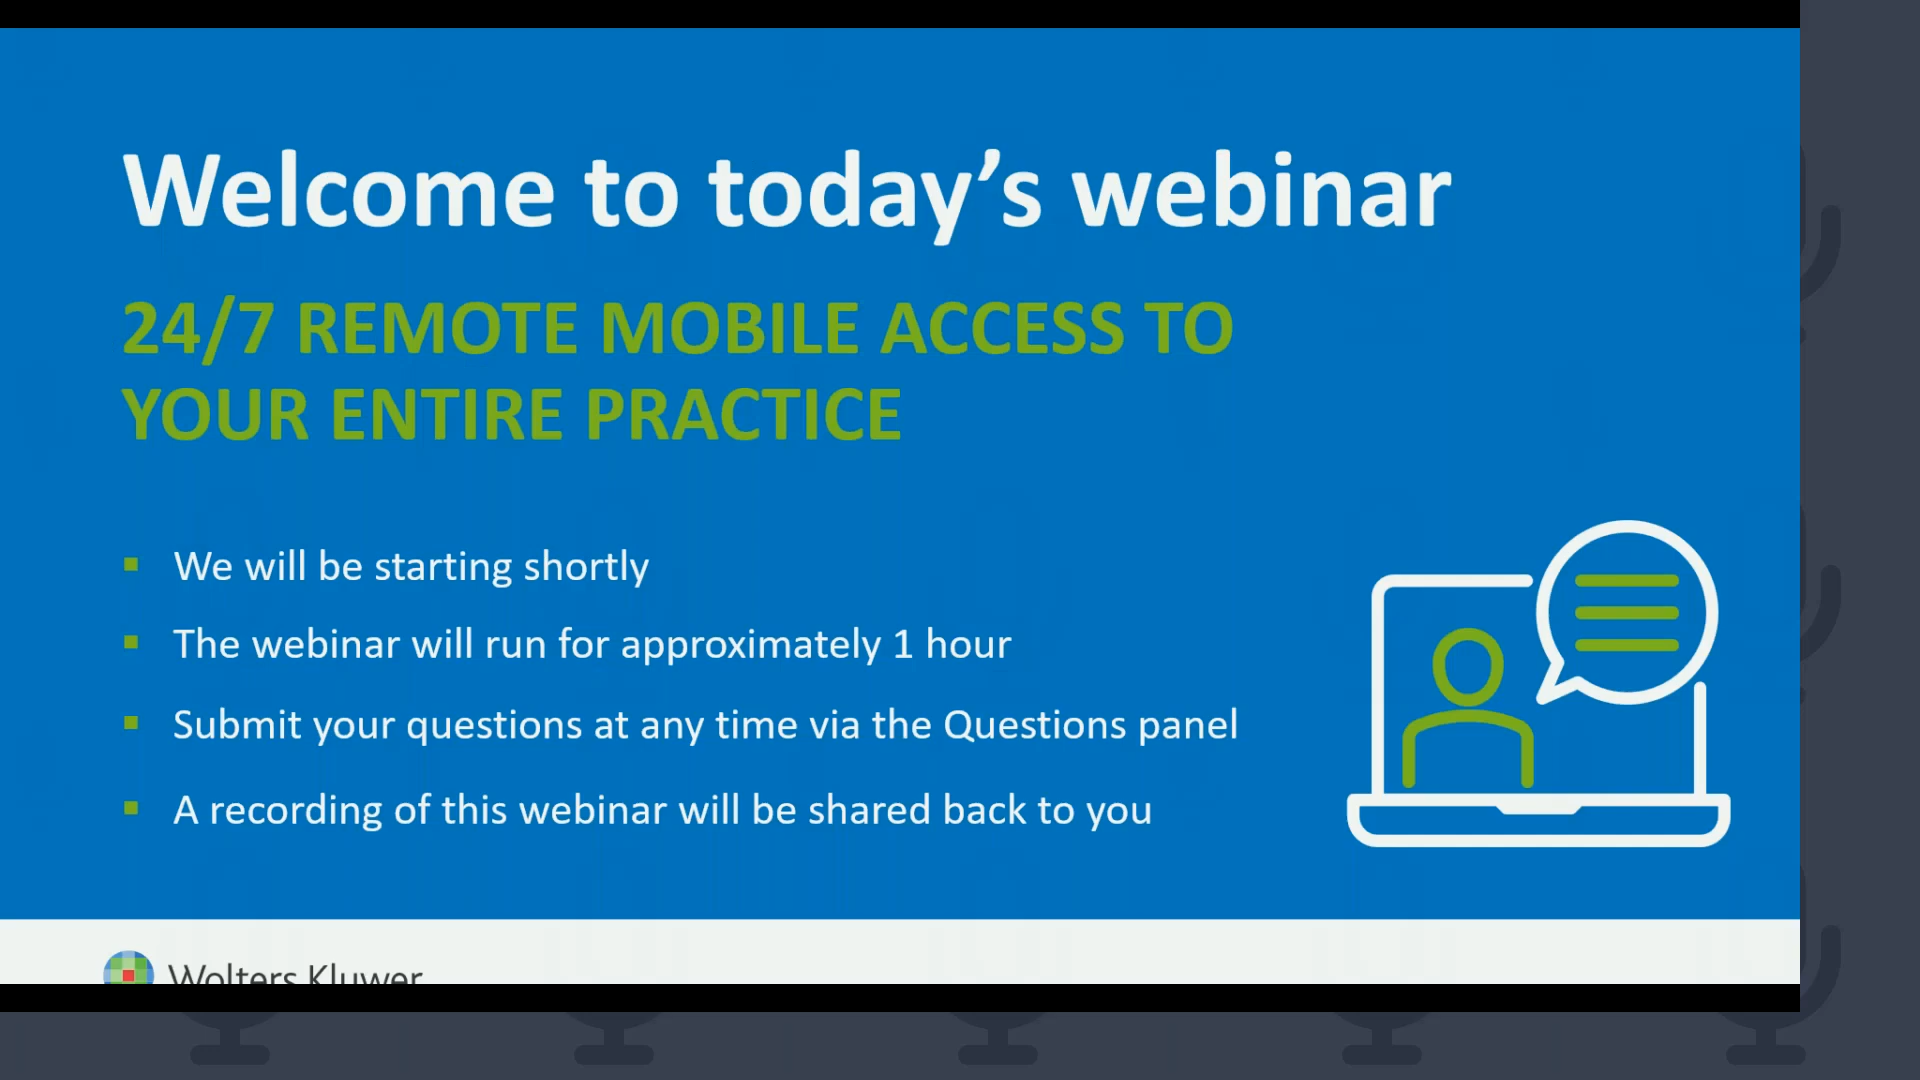 Welcome to today’s webinar
24/7 REMOTE MOBILE ACCESS TO
YOUR ENTIRE PRACTICE
We will be starting shortly
The webinar will run for approximately 1 hour
Submit your questions at any time via the Questions panel
A recording of this webinar will be shared back to you
Wolters Kluwer